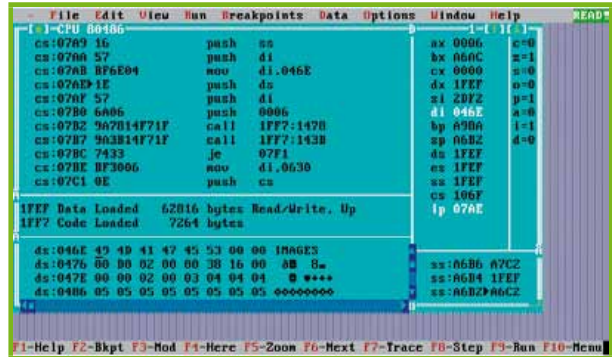 File Edit View Run Breakpoints Data Options Window Help READY
CPU 80486
cs:07A9 16 push ss
cs:07AA 57 push di
cs:07AB BF6E04 mov di,046E
cs:07AE▶1E push ds
cs:07AF 57 push di
cs:07B0 6A06 push 0006
cs:07B2 9A7814F71F call 1FF7:1478
cs:07B7 9A3B14F71F call 1FF7:143B
cs:07BC 7433 je 07F1
cs:07BE BF3006 mov di,0630
cs:07C1 0E push cs
ax 0006 c=0
bx A6AC z=1
cx 0000 s=0
dx 1FEF o=0
si 2DF2 p=1
di 046E a=0
bp A9BA i=1
sp A6B2 d=0
ds 1FEF
es 1FEF
ss 1FEF
cs 106F
ip 07AE
1FEF Data Loaded 62816 bytes Read/Write, Up
1FF7 Code Loaded 7264 bytes
ds:046E 49 4D 41 47 45 53 00 00 IMAGES
ds:0476 00 D0 02 00 00 38 16 00
ds:047E 00 00 02 00 03 04 04 04
ds:0486 05 05 05 05 05 05 05 05
ss:A6B6 A7C2
ss:A6B4 1FEF
ss:A6B2▶A6C2
F1-Help F2-Bkpt F3-Mod F4-Here F5-Zoom F6-Next F7-Trace F8-Step F9-Run F10-Menu